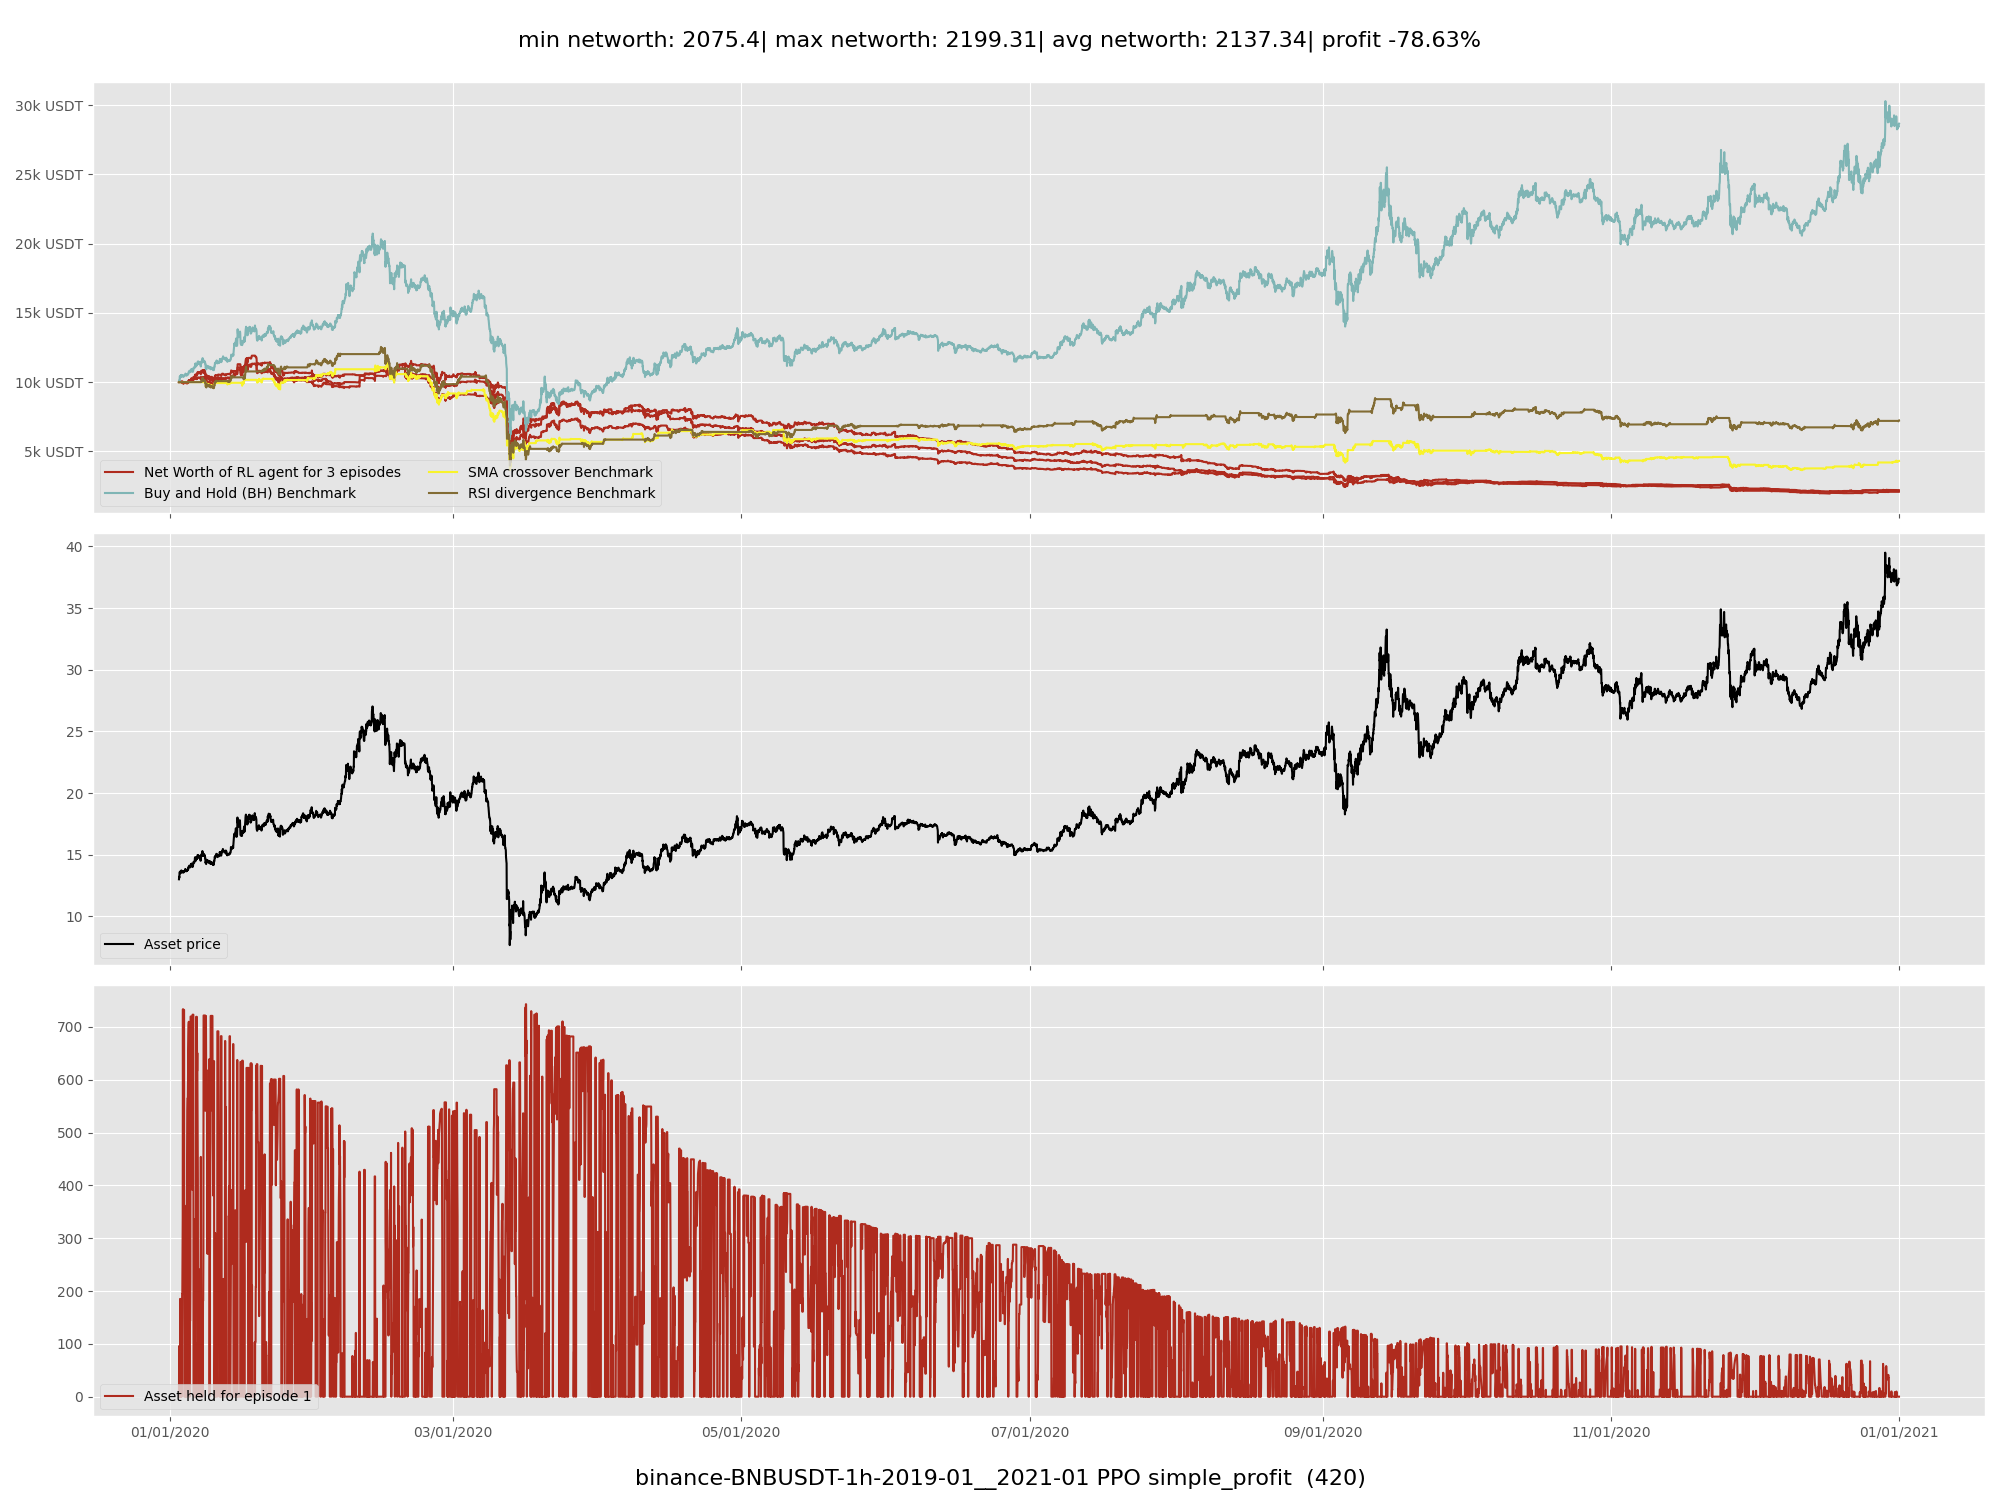 min networth: 2075.4| max networth: 2199.31| avg networth: 2137.34| profit -78.63%
30k USDT
25k USDT
20k USDT
15k USDT
10k USDT
5k USDT
Net Worth of RL agent for 3 episodes
Buy and Hold (BH) Benchmark
SMA crossover Benchmark
RSI divergence Benchmark
40
35
30
25
20
15
10
Asset price
700
600
500
400
300
200
100
0
Asset held for episode 1
01/01/2020 03/01/2020 05/01/2020 07/01/2020 09/01/2020 11/01/2020 01/01/2021
binance-BNBUSDT-1h-2019-01__2021-01 PPO simple_profit  (420)